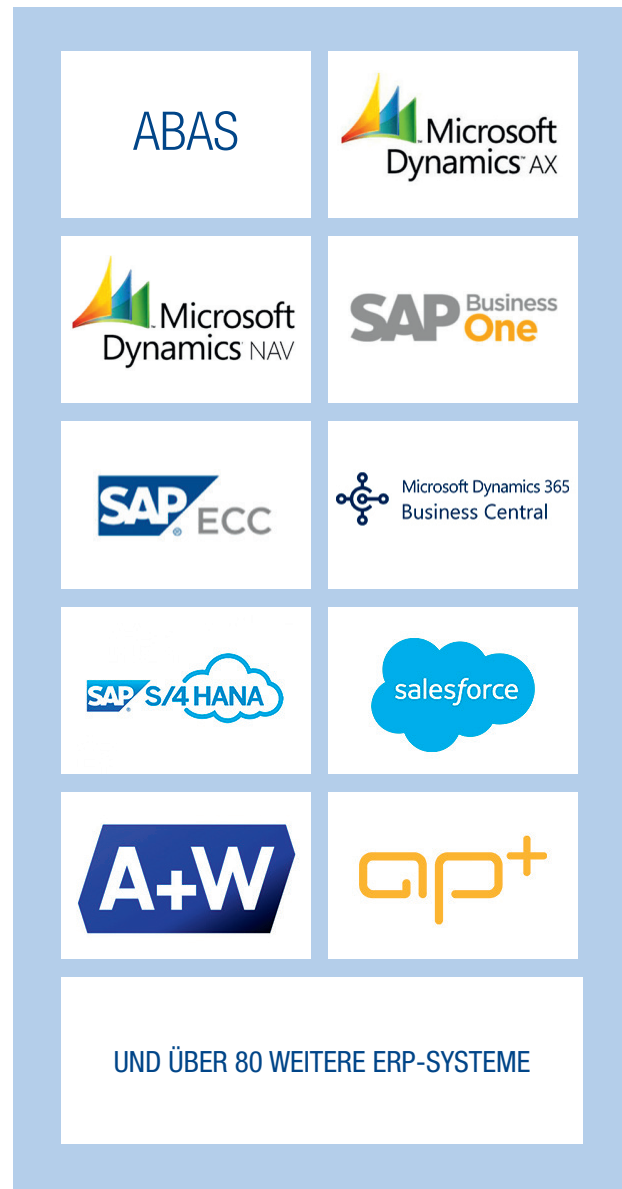 ABAS
Microsoft
Dynamics™ AX
Microsoft
Dynamics NAV
SAP Business
One
SAP® ECC
Microsoft Dynamics 365
Business Central
SAP® S/4HANA
salesforce
A+W
ap+
UND ÜBER 80 WEITERE ERP-SYSTEME